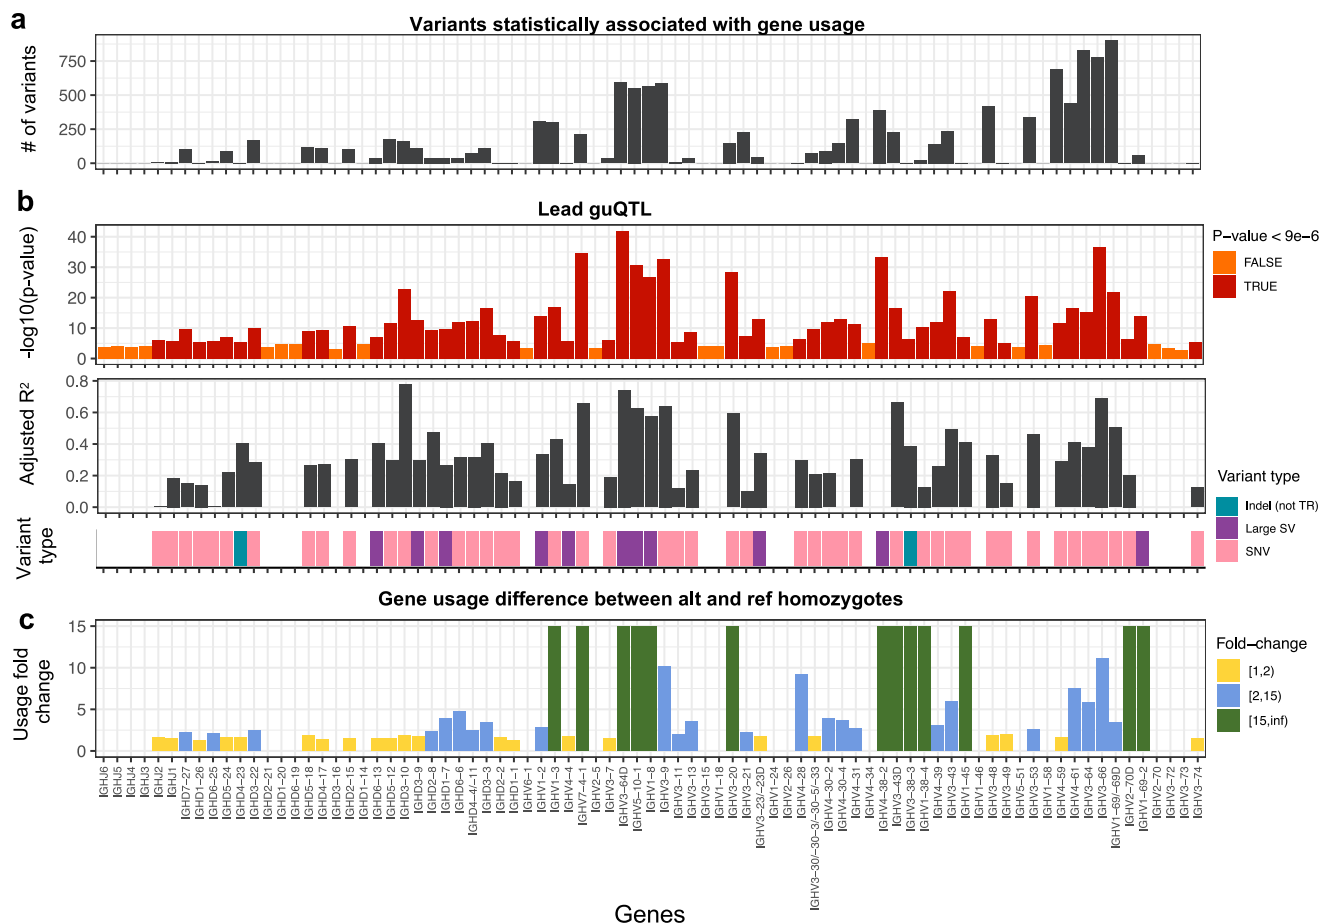 a
Variants statistically associated with gene usage
# of variants
750
500
250
0
b
Lead guQTL
-log10(p-value)
40
30
20
10
0
P-value < 9e-6
FALSE
TRUE
Adjusted R²
0.8
0.6
0.4
0.2
0.0
Variant type
Variant type
Indel (not TR)
Large SV
SNV
c
Gene usage difference between alt and ref homozygotes
Usage fold change
15
10
5
0
Fold-change
[1,2)
[2,15)
[15,inf)
IGHJ6
IGHJ5
IGHJ4
IGHJ3
IGHJ2
IGHJ1
IGHD7-27
IGHD1-26
IGHD6-25
IGHD5-24
IGHD4-23
IGHD3-22
IGHD1-20
IGHD6-19
IGHD5-18
IGHD4-17
IGHD3-16
IGHD2-15
IGHD1-14
IGHD6-13
IGHD5-12
IGHD3-10
IGHD3-9
IGHD2-8
IGHD1-7
IGHD6-6
IGHD4-4/-11
IGHD3-3
IGHD2-2
IGHD1-1
IGHV6-1
IGHV1-2
IGHV1-3
IGHV4-4
IGHV7-4-1
IGHV2-5
IGHV3-7
IGHV3-64D
IGHV5-10-1
IGHV1-8
IGHV3-9
IGHV3-11
IGHV3-13
IGHV3-15
IGHV1-18
IGHV3-20
IGHV3-21
IGHV3-23/-23D
IGHV1-24
IGHV2-26
IGHV4-28
IGHV3-30/-30-3/-30-5/-33
IGHV4-30-2
IGHV4-30-4
IGHV4-31
IGHV4-34
IGHV4-38-2
IGHV3-43D
IGHV3-38-3
IGHV1-38-4
IGHV4-39
IGHV3-43
IGHV1-45
IGHV1-46
IGHV3-48
IGHV3-49
IGHV5-51
IGHV3-53
IGHV1-58
IGHV4-59
IGHV4-61
IGHV3-64
IGHV3-66
IGHV1-69/-69D
IGHV2-70D
IGHV1-69-2
IGHV2-70
IGHV3-72
IGHV3-73
IGHV3-74
Genes